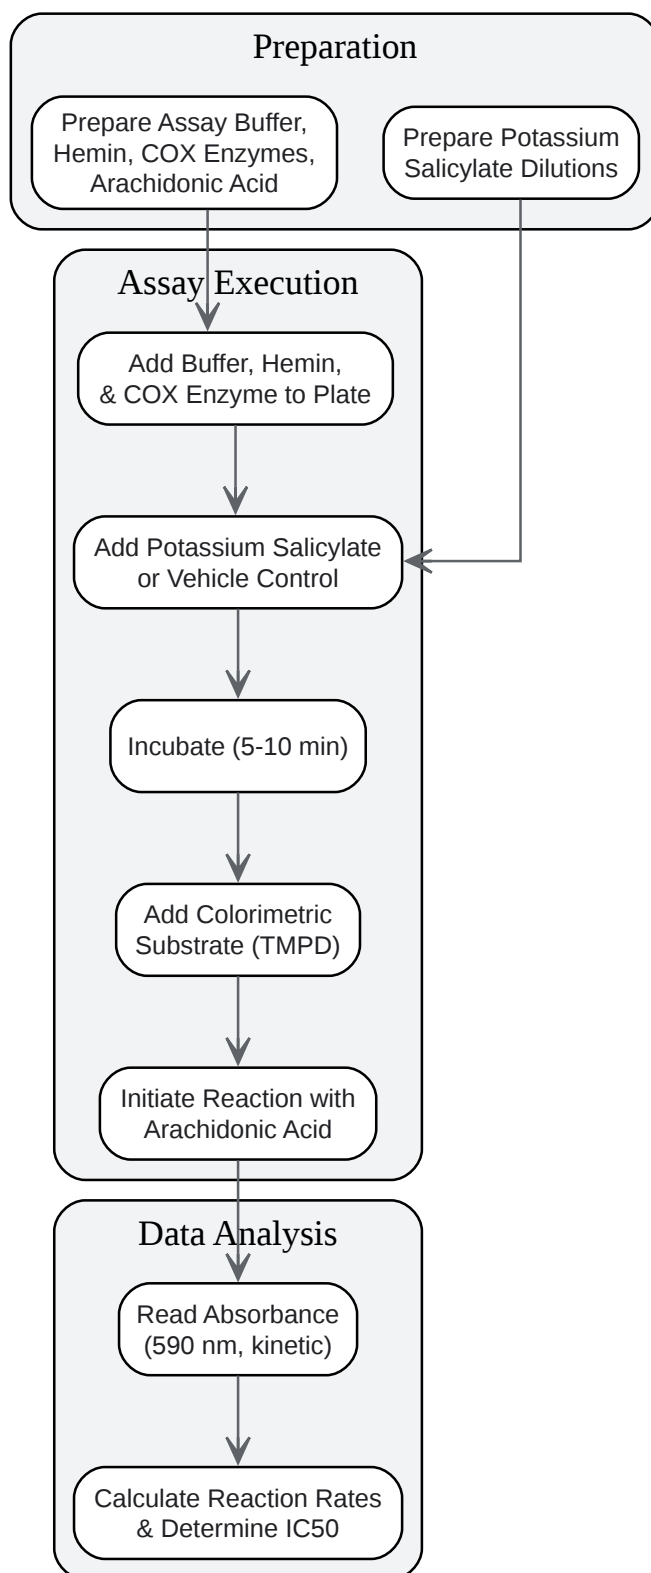 Preparation
Prepare Assay Buffer,
Hemin, COX Enzymes,
Arachidonic Acid
Prepare Potassium
Salicylate Dilutions
Assay Execution
Add Buffer, Hemin,
& COX Enzyme to Plate
Add Potassium Salicylate
or Vehicle Control
Incubate (5-10 min)
Add Colorimetric
Substrate (TMPD)
Initiate Reaction with
Arachidonic Acid
Data Analysis
Read Absorbance
(590 nm, kinetic)
Calculate Reaction Rates
& Determine IC50